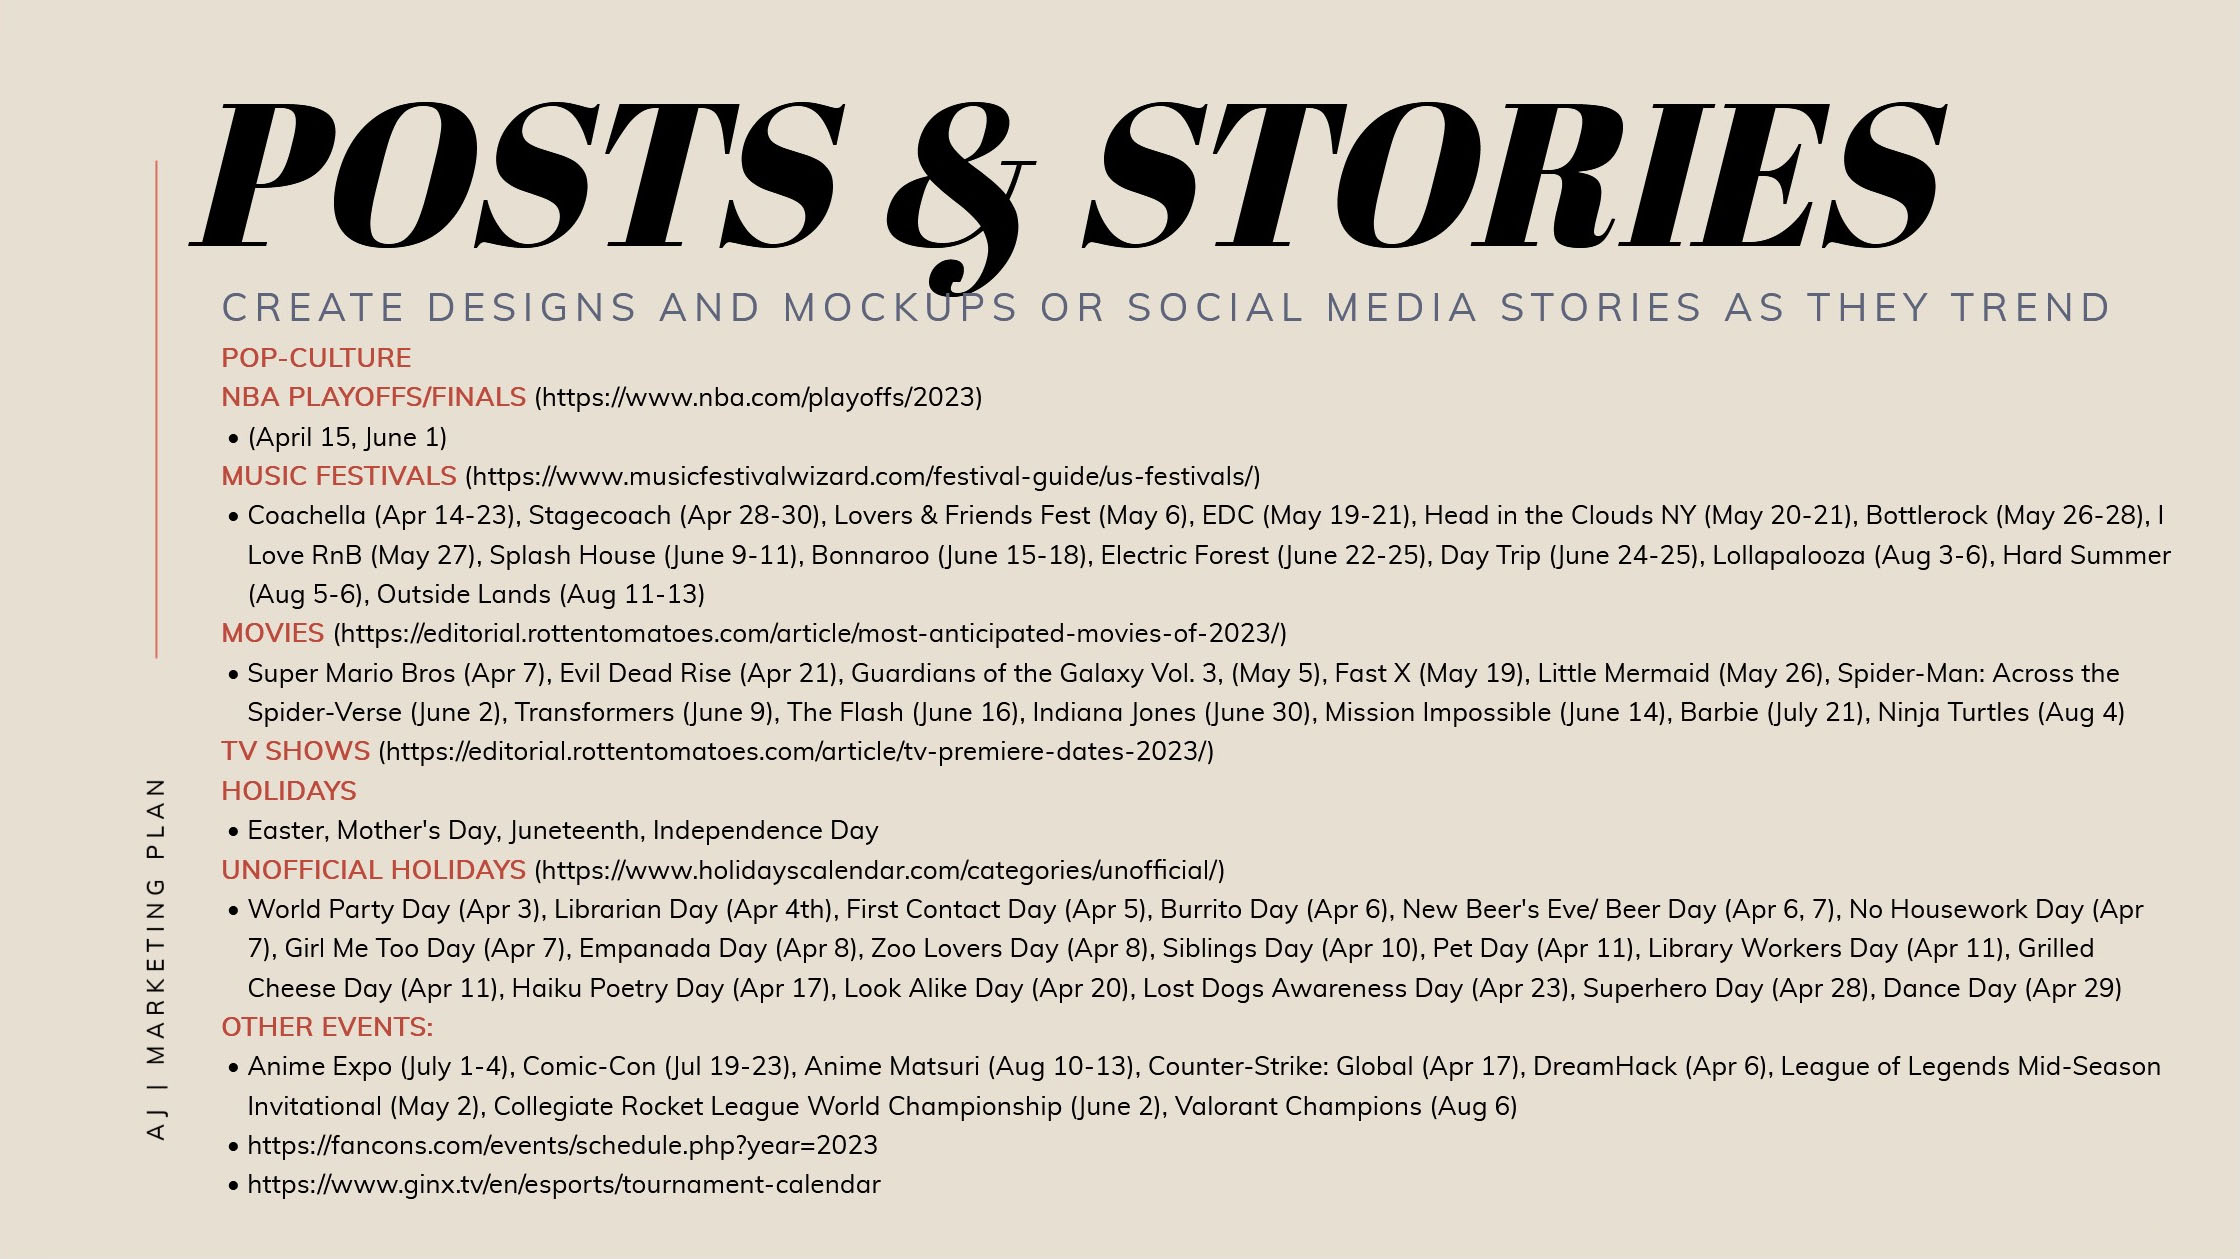 POSTS & STORIES
CREATE DESIGNS AND MOCKUPS OR SOCIAL MEDIA STORIES AS THEY TREND
POP-CULTURE
NBA PLAYOFFS/FINALS (https://www.nba.com/playoffs/2023)
• (April 15, June 1)
MUSIC FESTIVALS (https://www.musicfestivalwizard.com/festival-guide/us-festivals/)
• Coachella (Apr 14-23), Stagecoach (Apr 28-30), Lovers & Friends Fest (May 6), EDC (May 19-21), Head in the Clouds NY (May 20-21), Bottlerock (May 26-28), I
Love RnB (May 27), Splash House (June 9-11), Bonnaroo (June 15-18), Electric Forest (June 22-25), Day Trip (June 24-25), Lollapalooza (Aug 3-6), Hard Summer
(Aug 5-6), Outside Lands (Aug 11-13)
MOVIES (https://editorial.rottentomatoes.com/article/most-anticipated-movies-of-2023/)
• Super Mario Bros (Apr 7), Evil Dead Rise (Apr 21), Guardians of the Galaxy Vol. 3, (May 5), Fast X (May 19), Little Mermaid (May 26), Spider-Man: Across the
Spider-Verse (June 2), Transformers (June 9), The Flash (June 16), Indiana Jones (June 30), Mission Impossible (June 14), Barbie (July 21), Ninja Turtles (Aug 4)
TV SHOWS (https://editorial.rottentomatoes.com/article/tv-premiere-dates-2023/)
HOLIDAYS
• Easter, Mother's Day, Juneteenth, Independence Day
UNOFFICIAL HOLIDAYS (https://www.holidayscalendar.com/categories/unofficial/)
• World Party Day (Apr 3), Librarian Day (Apr 4th), First Contact Day (Apr 5), Burrito Day (Apr 6), New Beer's Eve/ Beer Day (Apr 6, 7), No Housework Day (Apr
7), Girl Me Too Day (Apr 7), Empanada Day (Apr 8), Zoo Lovers Day (Apr 8), Siblings Day (Apr 10), Pet Day (Apr 11), Library Workers Day (Apr 11), Grilled
Cheese Day (Apr 11), Haiku Poetry Day (Apr 17), Look Alike Day (Apr 20), Lost Dogs Awareness Day (Apr 23), Superhero Day (Apr 28), Dance Day (Apr 29)
OTHER EVENTS:
• Anime Expo (July 1-4), Comic-Con (Jul 19-23), Anime Matsuri (Aug 10-13), Counter-Strike: Global (Apr 17), DreamHack (Apr 6), League of Legends Mid-Season
Invitational (May 2), Collegiate Rocket League World Championship (June 2), Valorant Champions (Aug 6)
• https://fancons.com/events/schedule.php?year=2023
• https://www.ginx.tv/en/esports/tournament-calendar
AJ | MARKETING PLAN